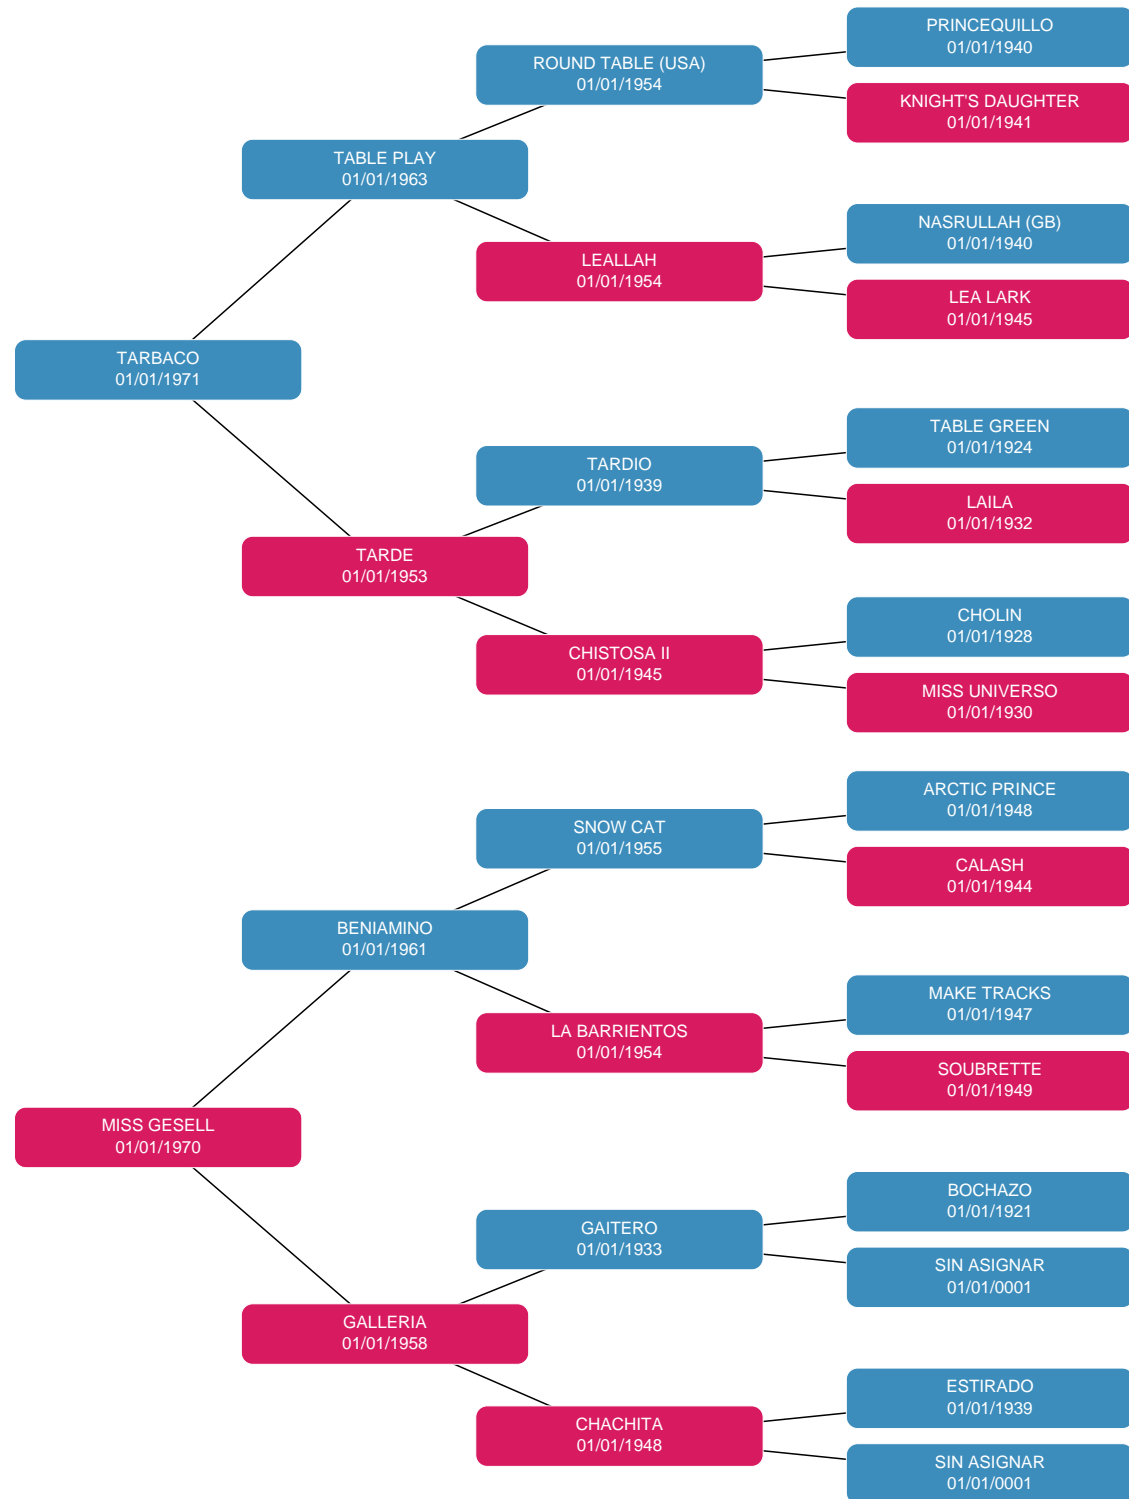 PRINCEQUILLO
01/01/1940
ROUND TABLE (USA)
01/01/1954
KNIGHT'S DAUGHTER
01/01/1941
TABLE PLAY
01/01/1963
NASRULLAH (GB)
01/01/1940
LEALLAH
01/01/1954
LEA LARK
01/01/1945
TARBACO
01/01/1971
TABLE GREEN
01/01/1924
TARDIO
01/01/1939
LAILA
01/01/1932
TARDE
01/01/1953
CHOLIN
01/01/1928
CHISTOSA II
01/01/1945
MISS UNIVERSO
01/01/1930
ARCTIC PRINCE
01/01/1948
SNOW CAT
01/01/1955
CALASH
01/01/1944
BENIAMINO
01/01/1961
MAKE TRACKS
01/01/1947
LA BARRIENTOS
01/01/1954
SOUBRETTE
01/01/1949
MISS GESELL
01/01/1970
BOCHAZO
01/01/1921
GAITERO
01/01/1933
SIN ASIGNAR
01/01/0001
GALLERIA
01/01/1958
ESTIRADO
01/01/1939
CHACHITA
01/01/1948
SIN ASIGNAR
01/01/0001